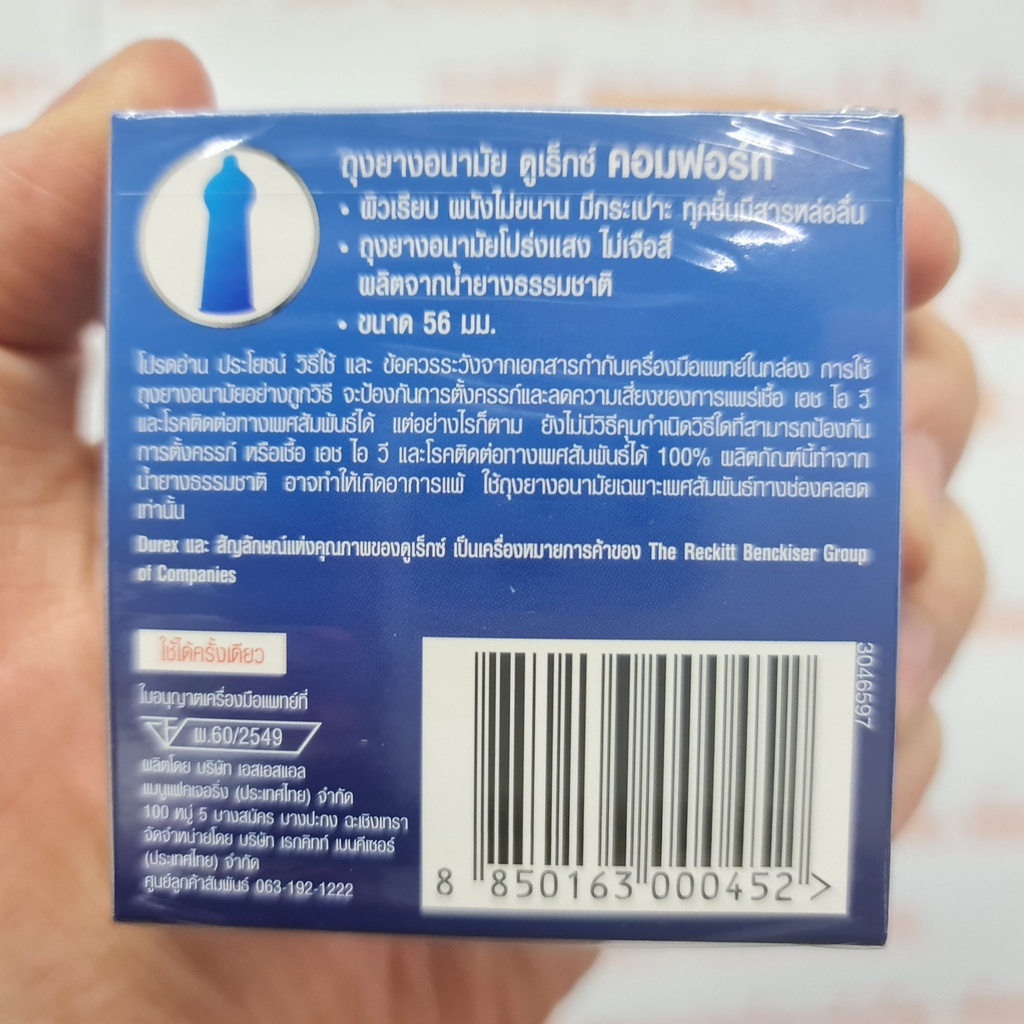 ถุงยางอนามัย ดูเร็กซ์ คอมฟอร์ท
• ผิวเรียบ ผนังไม่ขนาน มีกระเปาะ ทุกชิ้นมีสารหล่อลื่น
• ถุงยางอนามัยโปร่งแสง ไม่เจือสี
ผลิตจากน้ำยางธรรมชาติ
• ขนาด 56 มม.
โปรดอ่าน ประโยชน์ วิธีใช้ และ ข้อควรระวังจากเอกสารกำกับเครื่องมือแพทย์ในกล่อง การใช้
ถุงยางอนามัยอย่างถูกวิธี จะป้องกันการตั้งครรภ์และลดความเสี่ยงของการแพร่เชื้อ เอช ไอ วี
และโรคติดต่อทางเพศสัมพันธ์ได้ แต่อย่างไรก็ตาม ยังไม่มีวิธีคุมกำเนิดวิธีใดที่สามารถป้องกัน
การตั้งครรภ์ หรือเชื้อ เอช ไอ วี และโรคติดต่อทางเพศสัมพันธ์ได้ 100% ผลิตภัณฑ์นี้ทำจาก
น้ำยางธรรมชาติ อาจทำให้เกิดอาการแพ้ ใช้ถุงยางอนามัยเฉพาะเพศสัมพันธ์ทางช่องคลอด
เท่านั้น
Durex และ สัญลักษณ์แห่งคุณภาพของดูเร็กซ์ เป็นเครื่องหมายการค้าของ The Reckitt Benckiser Group
of Companies
ใช้ได้ครั้งเดียว
ใบอนุญาตเครื่องมือแพทย์ที่
ผ.60/2549
ผลิตโดย บริษัท เอสเอสแอล
แมนูแฟคเจอริ่ง (ประเทศไทย) จำกัด
100 หมู่ 5 บางสมัคร บางปะกง ฉะเชิงเทรา
จัดจำหน่ายโดย บริษัท เรกคิทท์ เบนคีเซอร์
(ประเทศไทย) จำกัด
ศูนย์ลูกค้าสัมพันธ์ 063-192-1222
3046597
8 850163 000452 >